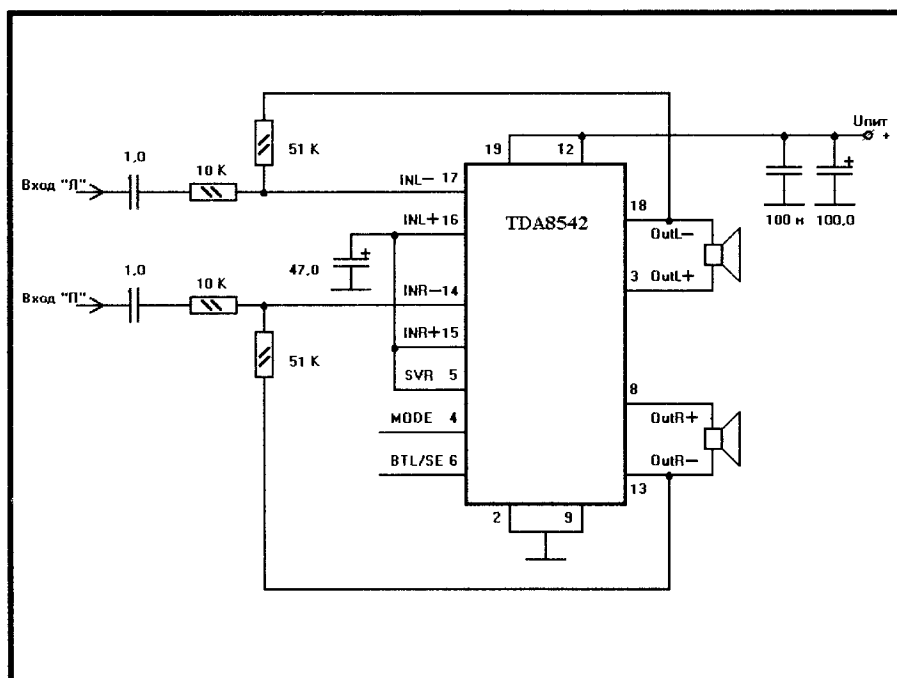 Uпит
+
19
12
51 К
1,0
10 К
Вход "Л"
INL− 17
18
100 н
100,0
INL+ 16
TDA8542
OutL−
+
47,0
3 OutL+
1,0
10 К
Вход "П"
INR− 14
INR+ 15
51 К
SVR 5
8
MODE 4
OutR+
BTL/SE 6
OutR−
13
2
9